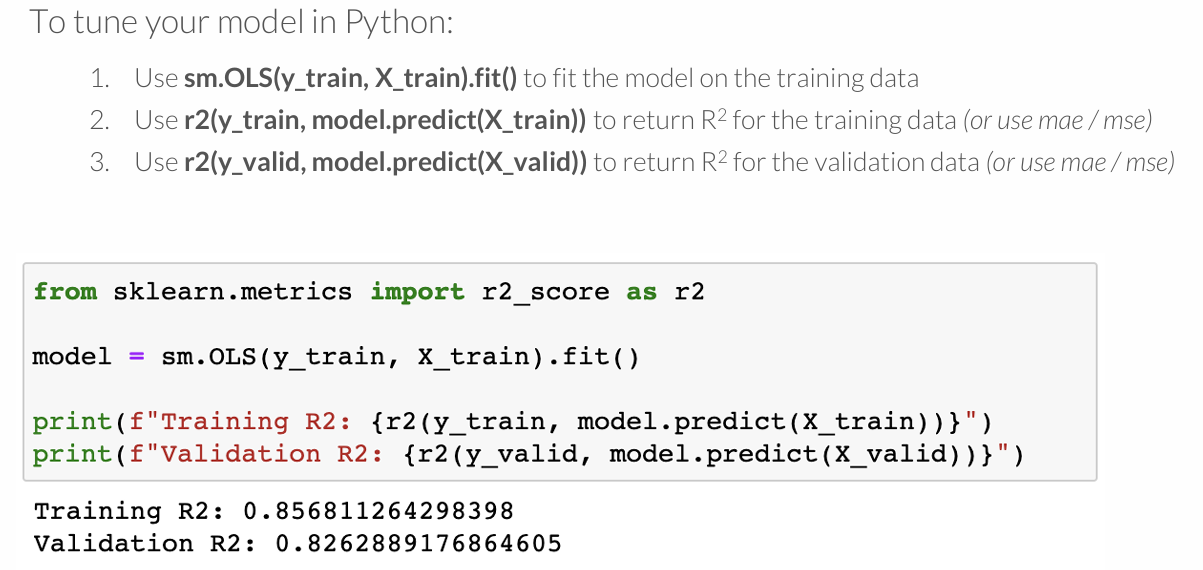 To tune your model in Python:
1. Use sm.OLS(y_train, X_train).fit() to fit the model on the training data
2. Use r2(y_train, model.predict(X_train)) to return R² for the training data (or use mae / mse)
3. Use r2(y_valid, model.predict(X_valid)) to return R² for the validation data (or use mae / mse)
from sklearn.metrics import r2_score as r2
model = sm.OLS(y_train, X_train).fit()
print(f"Training R2: {r2(y_train, model.predict(X_train))}")
print(f"Validation R2: {r2(y_valid, model.predict(X_valid))}")
Training R2: 0.856811264298398
Validation R2: 0.8262889176864605